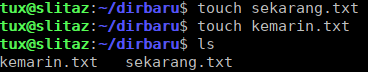 tux@slitaz:~/dirbaru$ touch sekarang.txt
tux@slitaz:~/dirbaru$ touch kemarin.txt
tux@slitaz:~/dirbaru$ ls
kemarin.txt   sekarang.txt